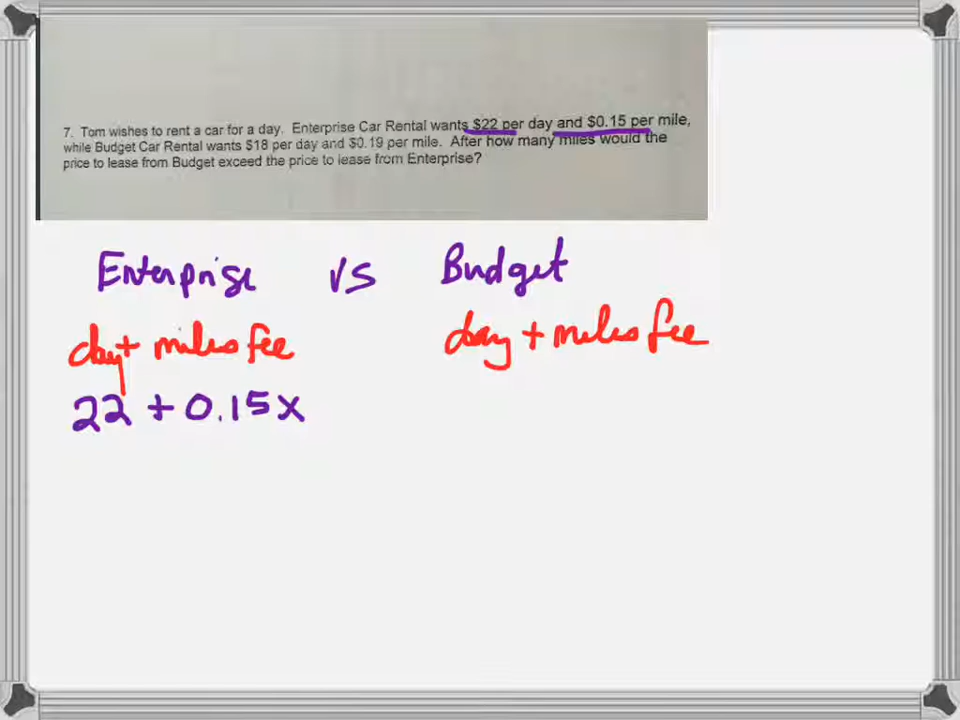 7. Tom wishes to rent a car for a day. Enterprise Car Rental wants $22 per day and $0.15 per mile,
while Budget Car Rental wants $18 per day and $0.19 per mile. After how many miles would the
price to lease from Budget exceed the price to lease from Enterprise?
Enterprise vs Budget
day + miles fee day + miles fee
22 + 0.15x